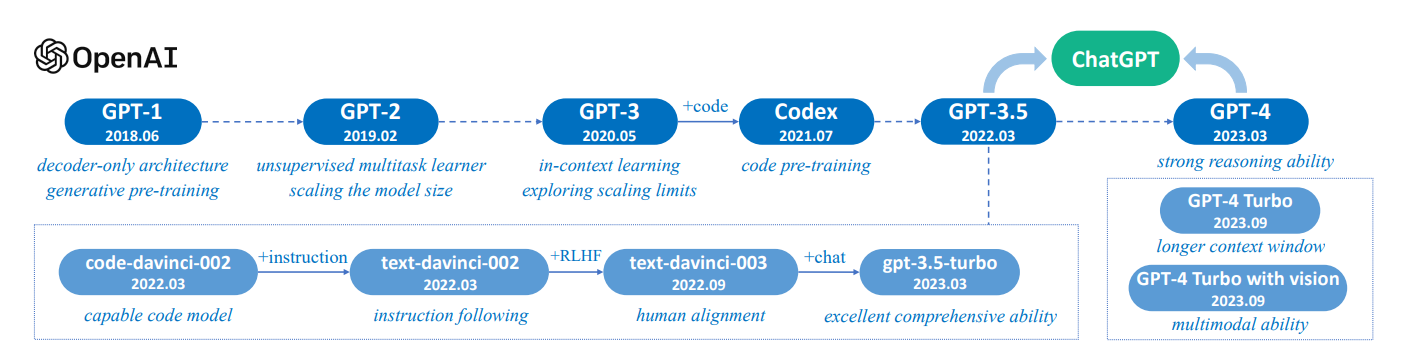 OpenAI
ChatGPT
GPT-1
2018.06
decoder-only architecture
generative pre-training
GPT-2
2019.02
unsupervised multitask learner
scaling the model size
GPT-3
2020.05
in-context learning
exploring scaling limits
+code
Codex
2021.07
code pre-training
GPT-3.5
2022.03
GPT-4
2023.03
strong reasoning ability
code-davinci-002
2022.03
capable code model
+instruction
text-davinci-002
2022.03
instruction following
+RLHF
text-davinci-003
2022.09
human alignment
+chat
gpt-3.5-turbo
2023.03
excellent comprehensive ability
GPT-4 Turbo
2023.09
longer context window
GPT-4 Turbo with vision
2023.09
multimodal ability